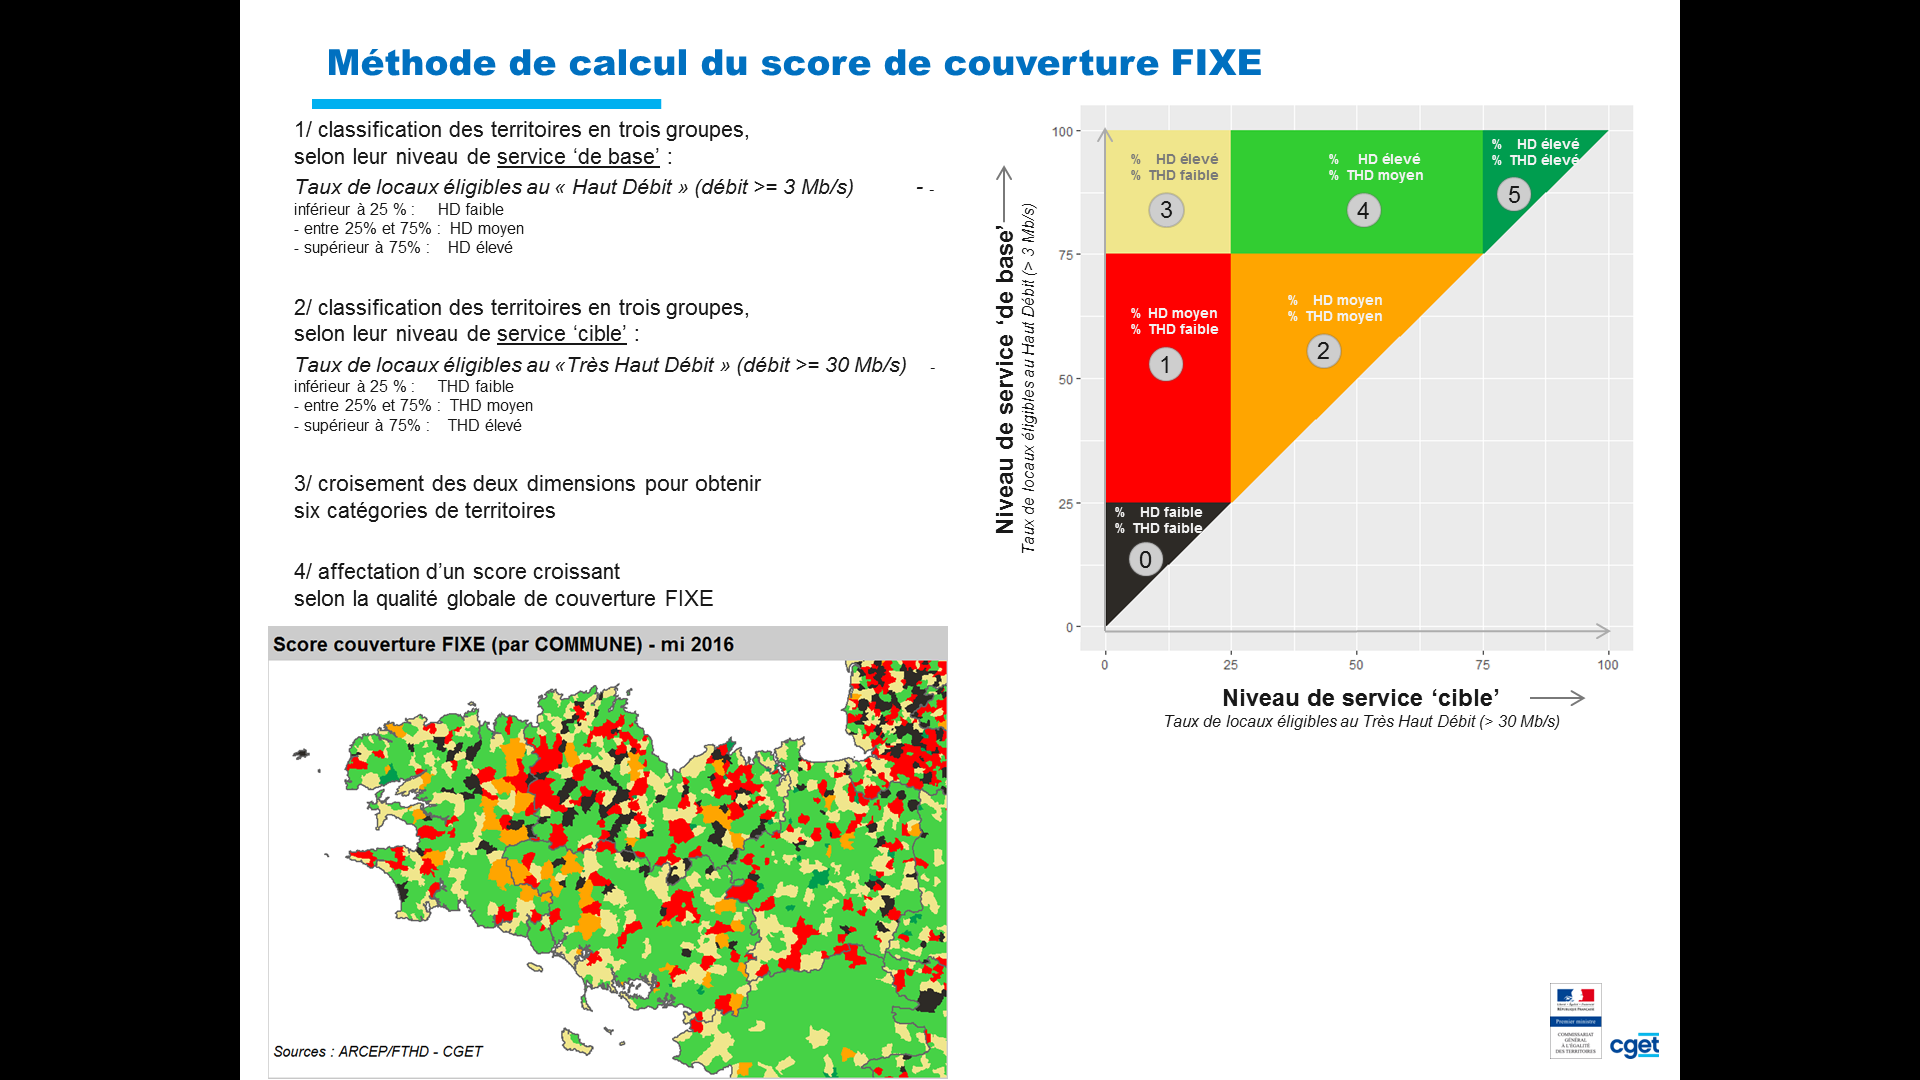 Méthode de calcul du score de couverture FIXE
1/ classification des territoires en trois groupes,
selon leur niveau de service ‘de base’ :
Taux de locaux éligibles au « Haut Débit » (débit >= 3 Mb/s) - -
inférieur à 25 % : HD faible
- entre 25% et 75% : HD moyen
- supérieur à 75% : HD élevé
2/ classification des territoires en trois groupes,
selon leur niveau de service ‘cible’ :
Taux de locaux éligibles au «Très Haut Débit » (débit >= 30 Mb/s) -
inférieur à 25 % : THD faible
- entre 25% et 75% : THD moyen
- supérieur à 75% : THD élevé
3/ croisement des deux dimensions pour obtenir
six catégories de territoires
4/ affectation d’un score croissant
selon la qualité globale de couverture FIXE
Score couverture FIXE (par COMMUNE) - mi 2016
Sources : ARCEP/FTHD - CGET
Niveau de service ‘de base’
Taux de locaux éligibles au Haut Débit (> 3 Mb/s)
100
75
50
25
0
% HD élevé
% THD faible
3
% HD élevé
% THD moyen
4
% HD élevé
% THD élevé
5
% HD moyen
% THD faible
1
% HD moyen
% THD moyen
2
% HD faible
% THD faible
0
0
25
50
75
100
Niveau de service ‘cible’
Taux de locaux éligibles au Très Haut Débit (> 30 Mb/s)
Premier ministre
COMMISSARIAT
GÉNÉRAL
À L'ÉGALITÉ
DES TERRITOIRES
cget